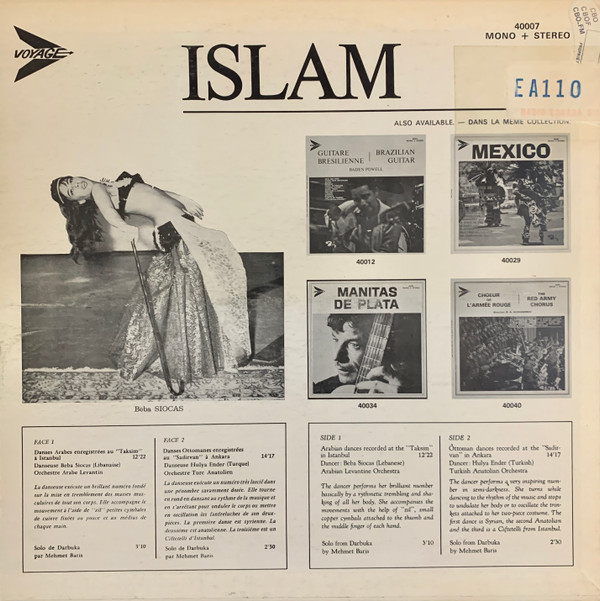 VOYAGE
ISLAM
40007
MONO + STEREO
CBO
CBOF
CBO.FM
EA110
ALSO AVAILABLE. — DANS LA MÊME COLLECTION.
GUITARE
BRESILIENNE
BRAZILIAN
GUITAR
BADEN POWELL
40012
MEXICO
40029
MANITAS
DE PLATA
40034
CHOEUR
DE
L'ARMÉE ROUGE
THE
RED ARMY
CHORUS
40040
Beba SIOCAS
FACE 1
Danses Arabes enregistrées au "Taksim"
à Istanbul 12'22
Danseuse Beba Siocas (Libanaise)
Orchestre Arabe Levantin
La danseuse exécute un brillant numéro fondé
sur la mise en tremblement des masses mus-
culaires de tout son corps. Elle accompagne le
mouvement à l'aide de "zil" petites cymbales
de cuivre fixées au pouce et au médius de
chaque main.
Solo de Darbuka 3'10
par Mehmet Baris
FACE 2
Danses Ottomanes enregistrées
au "Sadirvan" à Ankara 14'17
Danseuse Hulya Ender (Turque)
Orchestre Turc Anatolien
La danseuse exécute un numéro très lascif dans
une pénombre savamment dosée. Elle tourne
en rond en dansant au rythme de la musique et
en s'arrêtant pour onduler le corps ou mettre
en oscillation les fanfreluches de son deux-
pièces. La première danse est syrienne. La
deuxième est anatolienne. La troisième est un
Ciftetelli d'Istanbul.
Solo de Darbuka 2'30
par Mehmet Baris
SIDE 1
Arabian dances recorded at the "Taksim"
in Istanbul 12'22
Dancer: Beba Siocas (Lebanese)
Arabian Levantine Orchestra
The dancer performs her brilliant number
basically by a rythmatic trembling and sha-
king of all her body. She accompanies the
movements with the help of "zil", small
copper cymbals attached to the thumb and
the middle finger of each hand.
Solo from Darbuka 3'10
by Mehmet Baris
SIDE 2
Ottoman dances recorded at the "Sadir-
van" in Ankara 14'17
Dancer: Hulya Ender (Turkish)
Turkish Anatolian Orchestra
The dancer performs a very inspiring number
in semi-darkness. She turns while
dancing to the rhythm of the music and stops
to undulate her body or to oscillate the trin-
kets attached to her two-piece costume. The
first dance is Syrian, the second Anatolian
and the third is a Ciftetelli from Istanbul.
Solo from Darbuka 2'30
by Mehmet Baris